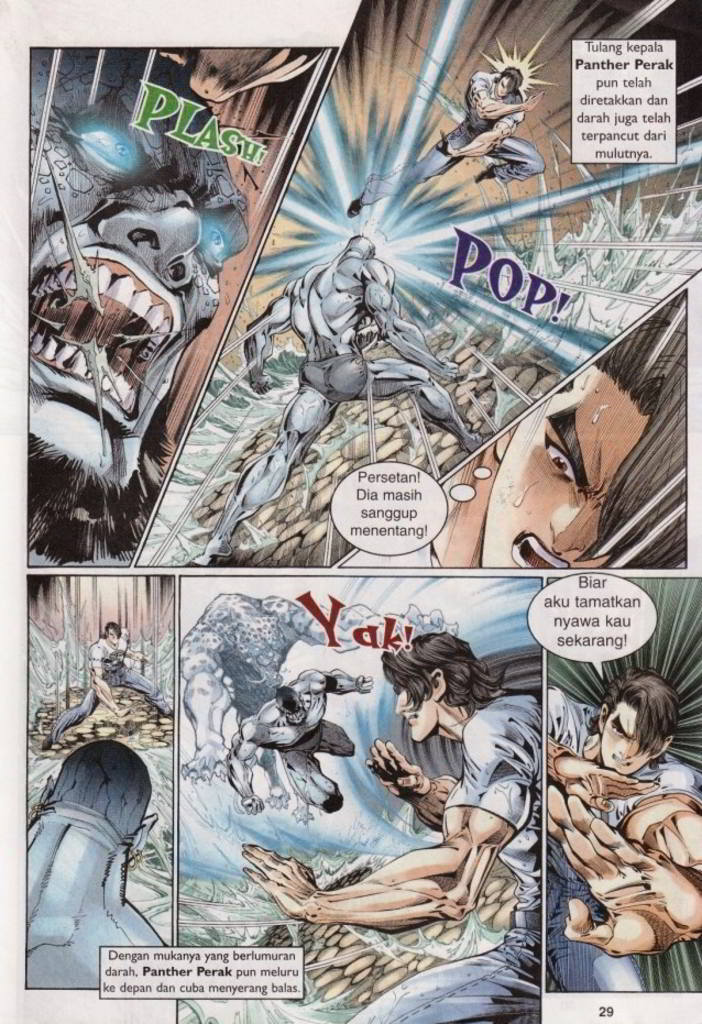 PLASH!
Tulang kepala
Panther Perak
pun telah
diretakkan dan
darah juga telah
terpancut dari
mulutnya.
POP!
Persetan!
Dia masih
sanggup
menentang!
Yak!
Biar
aku tamatkan
nyawa kau
sekarang!
Dengan mukanya yang berlumuran
darah, Panther Perak pun meluru
ke depan dan cuba menyerang balas.
29